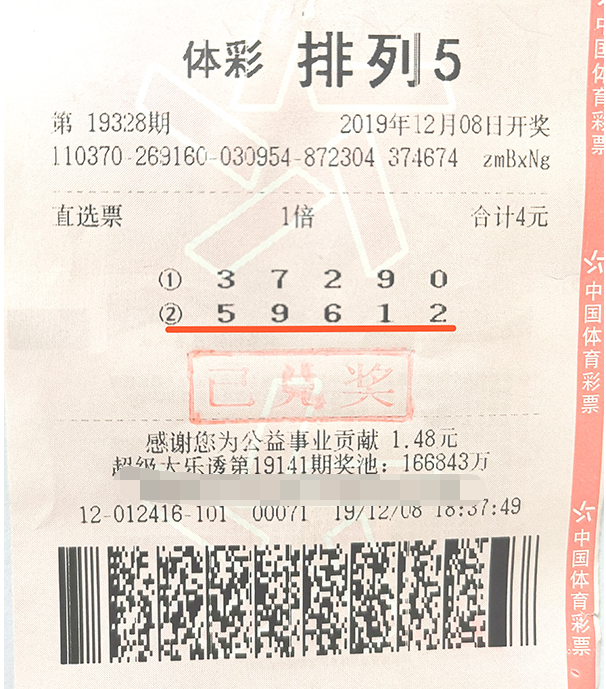 体彩 排列5
第 19328期 2019年12月08日开奖
110370-269160-030954-872304 374674 zmBxNg
直选票 1倍 合计4元
① 3 7 2 9 0
② 5 9 6 1 2
已兑奖
感谢您为公益事业贡献 1.48元
超级大乐透第19141期奖池：166843万
12-012416-101 00071 19/12/08 18:37:49
中国体育彩票
中国体育彩票
中国体育彩票